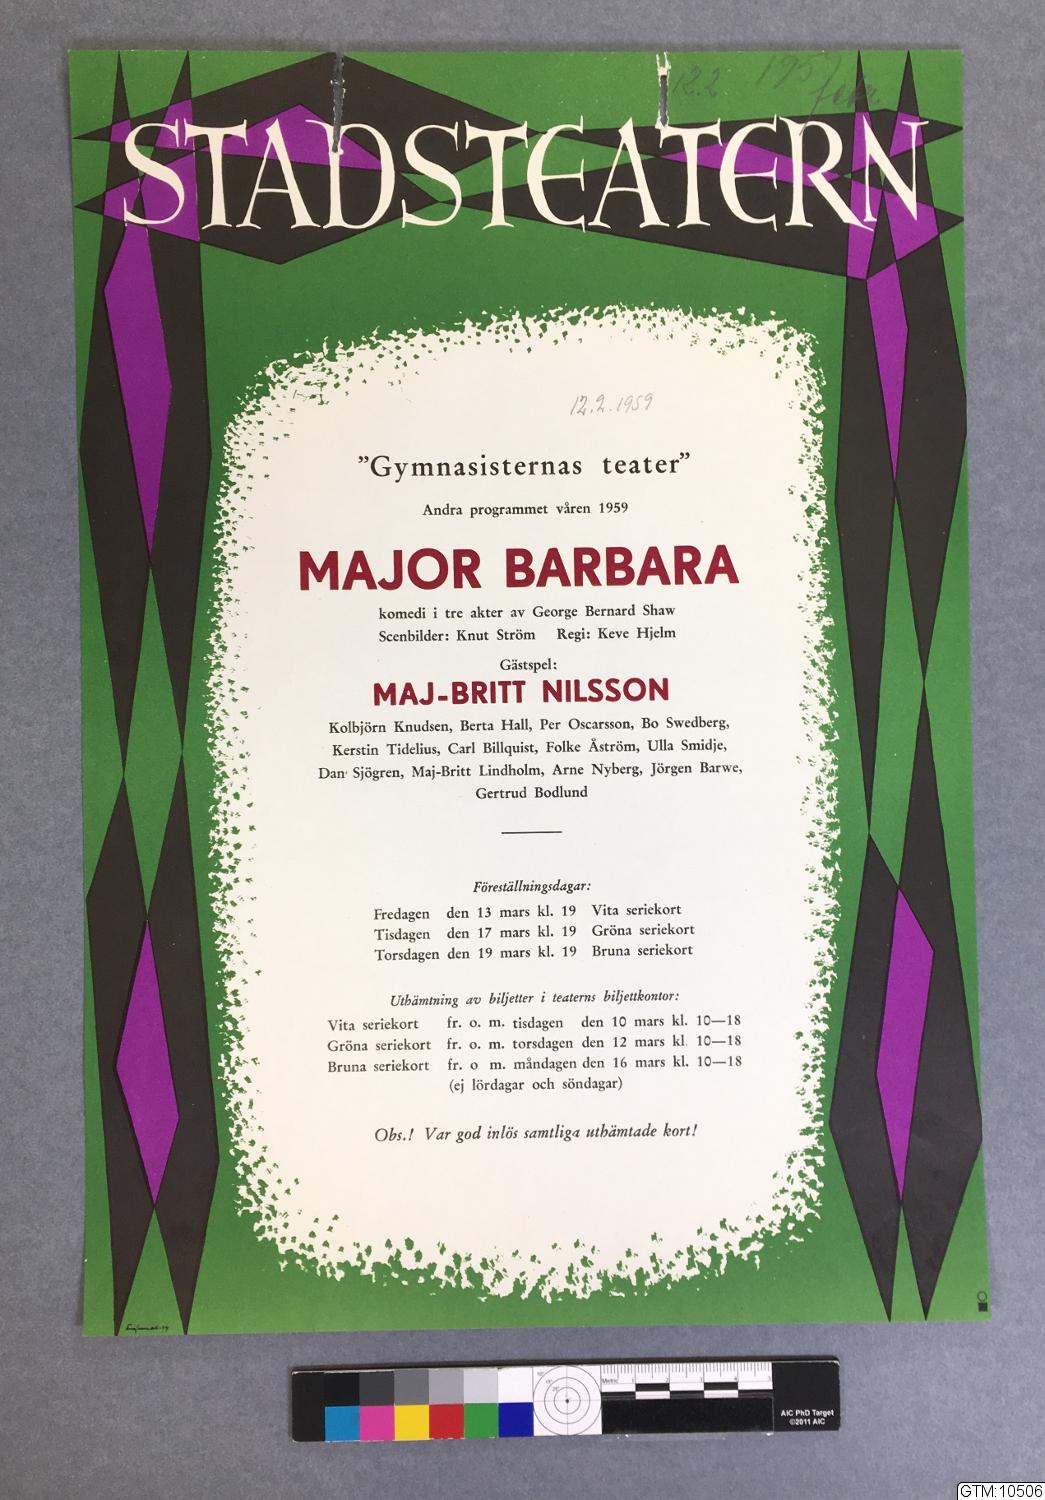 12.2 1959
STADSTEATERN
12.2.1959
"Gymnasisternas teater"
Andra programmet våren 1959
MAJOR BARBARA
komedi i tre akter av George Bernard Shaw
Scenbilder: Knut Ström Regi: Keve Hjelm
Gästspel:
MAJ-BRITT NILSSON
Kolbjörn Knudsen, Berta Hall, Per Oscarsson, Bo Swedberg,
Kerstin Tidelius, Carl Billquist, Folke Åström, Ulla Smidje,
Dan Sjögren, Maj-Britt Lindholm, Arne Nyberg, Jörgen Barwe,
Gertrud Bodlund
Föreställningsdagar:
Fredagen den 13 mars kl. 19 Vita seriekort
Tisdagen den 17 mars kl. 19 Gröna seriekort
Torsdagen den 19 mars kl. 19 Bruna seriekort
Uthämtning av biljetter i teaterns biljettkontor:
Vita seriekort fr. o. m. tisdagen den 10 mars kl. 10—18
Gröna seriekort fr. o. m. torsdagen den 12 mars kl. 10—18
Bruna seriekort fr. o m. måndagen den 16 mars kl. 10—18
(ej lördagar och söndagar)
Obs.! Var god inlös samtliga uthämtade kort!
Metric 1 2 3 4 5
AIC PhD Target
©2011 AIC
GTM:10506